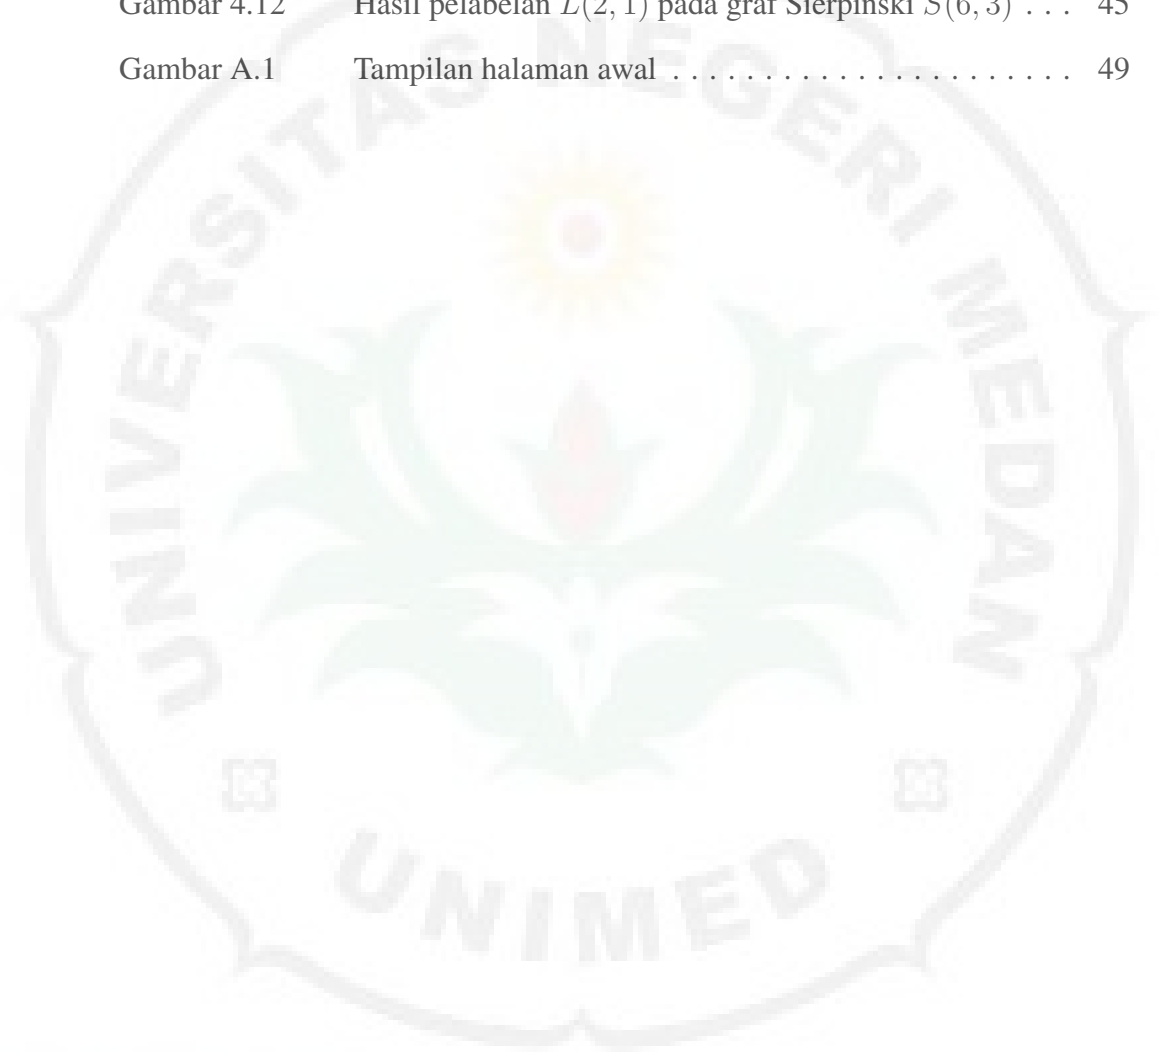 Gambar 4.12 Hasil pelabelan L(2, 1) pada graf Sierpiński S(6, 3) . . . 45
Gambar A.1 Tampilan halaman awal . . . . . . . . . . . . . . . . . . . . . . 49
UNIVERSITAS NEGERI MEDAN
UNIMED